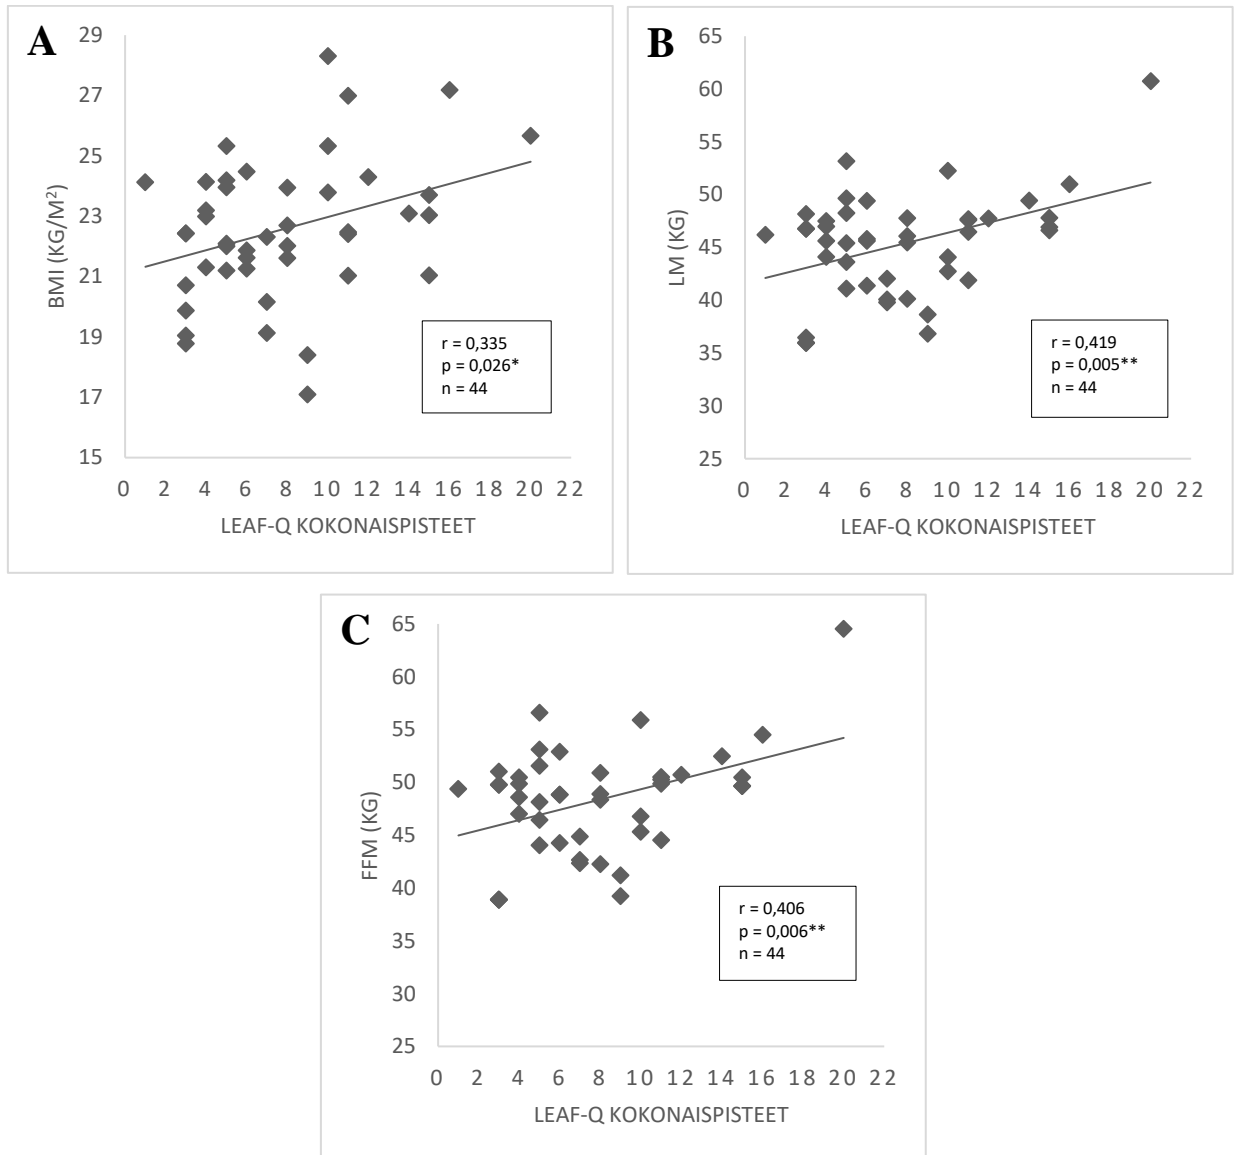 A
29
27
25
23
21
19
17
15
BMI (KG/M²)
0 2 4 6 8 10 12 14 16 18 20 22
LEAF-Q KOKONAISPISTEET
r = 0,335
p = 0,026*
n = 44
B
65
60
55
50
45
40
35
30
25
LM (KG)
0 2 4 6 8 10 12 14 16 18 20 22
LEAF-Q KOKONAISPISTEET
r = 0,419
p = 0,005**
n = 44
C
65
60
55
50
45
40
35
30
25
FFM (KG)
0 2 4 6 8 10 12 14 16 18 20 22
LEAF-Q KOKONAISPISTEET
r = 0,406
p = 0,006**
n = 44